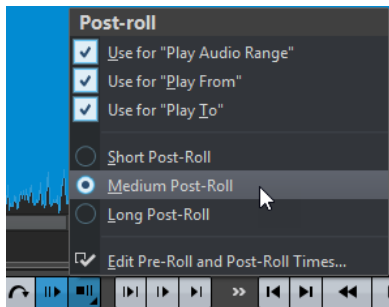 Post-roll
Use for "Play Audio Range"
Use for "Play From"
Use for "Play To"
Short Post-Roll
Medium Post-Roll
Long Post-Roll
Edit Pre-Roll and Post-Roll Times...